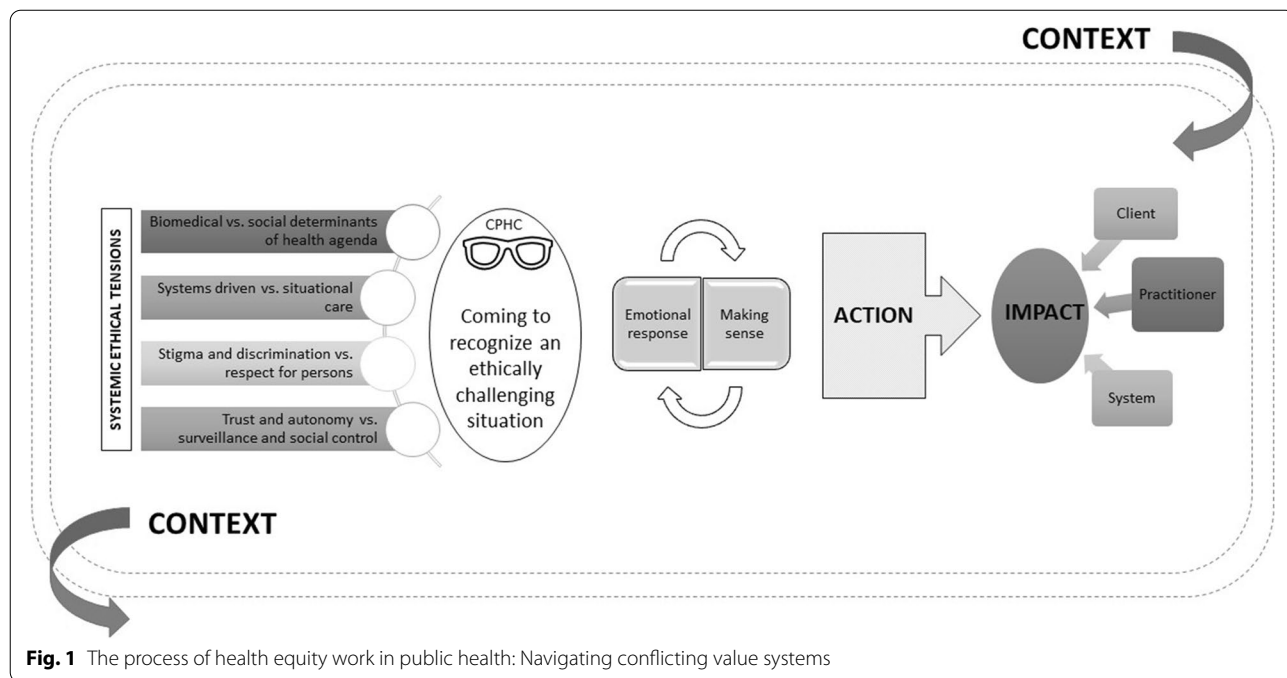 CONTEXT
SYSTEMIC ETHICAL TENSIONS
Biomedical vs. social determinants
of health agenda
Systems driven vs. situational
care
Stigma and discrimination vs.
respect for persons
Trust and autonomy vs.
surveillance and social control
CPHC
Coming to
recognize an
ethically
challenging
situation
Emotional
response
Making
sense
ACTION
IMPACT
Client
Practitioner
System
CONTEXT
Fig. 1 The process of health equity work in public health: Navigating conflicting value systems